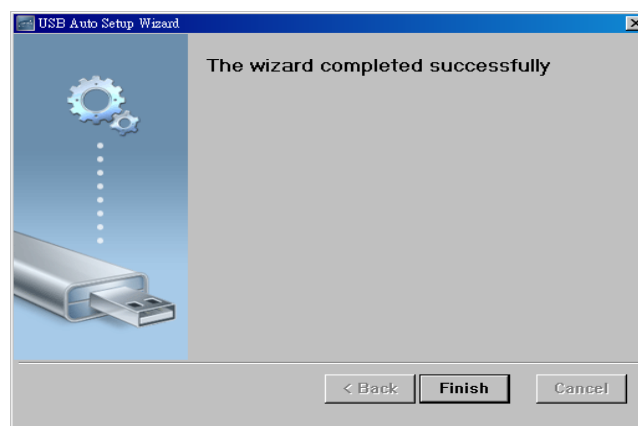 USB Auto Setup Wizard
The wizard completed successfully
< Back
Finish
Cancel